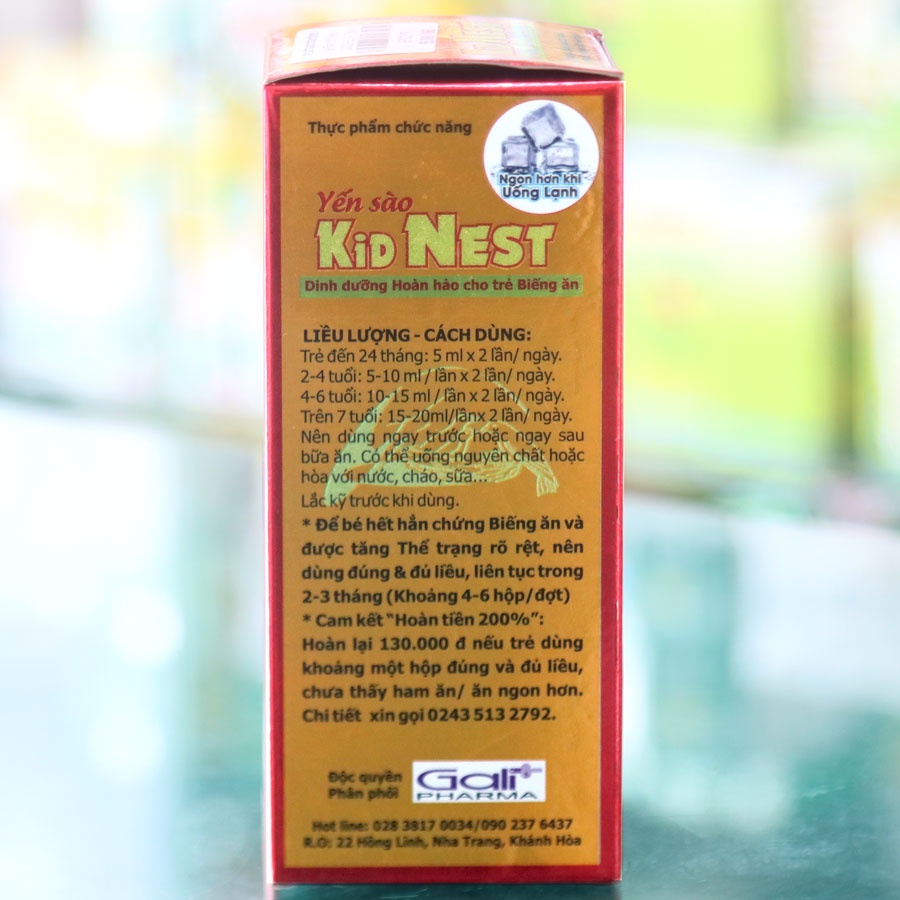 Thực phẩm chức năng
Ngon hơn khi
Uống Lạnh
Yến sào
KiD NEST
Dinh dưỡng Hoàn hảo cho trẻ Biếng ăn
LIỀU LƯỢNG - CÁCH DÙNG:
Trẻ đến 24 tháng: 5 ml x 2 lần/ ngày.
2-4 tuổi: 5-10 ml / lần x 2 lần/ ngày.
4-6 tuổi: 10-15 ml / lần x 2 lần/ ngày.
Trên 7 tuổi: 15-20ml/lần x 2 lần/ ngày.
Nên dùng ngay trước hoặc ngay sau
bữa ăn. Có thể uống nguyên chất hoặc
hòa với nước, cháo, sữa...
Lắc kỹ trước khi dùng.
* Để bé hết hẳn chứng Biếng ăn và
được tăng Thể trạng rõ rệt, nên
dùng đúng & đủ liều, liên tục trong
2-3 tháng (Khoảng 4-6 hộp/đợt)
* Cam kết "Hoàn tiền 200%":
Hoàn lại 130.000 đ nếu trẻ dùng
khoảng một hộp đúng và đủ liều,
chưa thấy ham ăn/ ăn ngon hơn.
Chi tiết xin gọi 0243 513 2792.
Độc quyền
Phân phối
Gali
PHARMA
Hot line: 028 3817 0034/090 237 6437
R.O: 22 Hồng Lĩnh, Nha Trang, Khánh Hòa